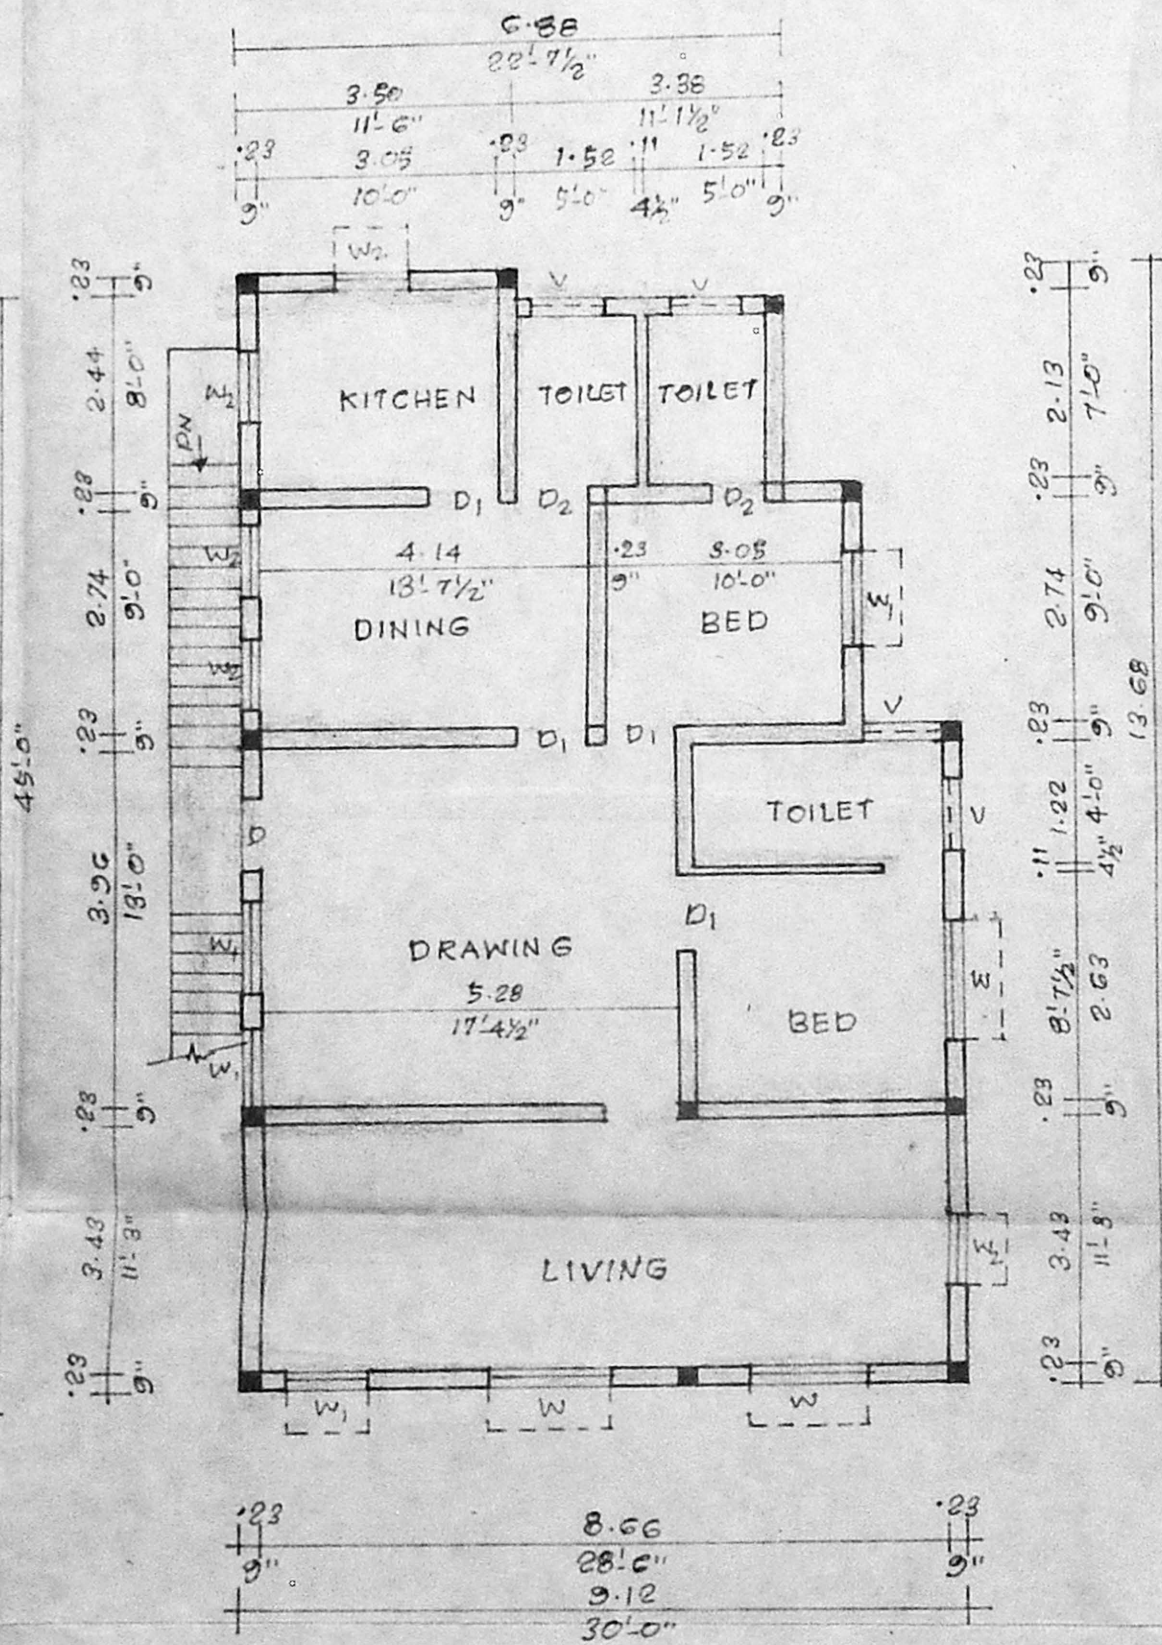 6.88
22'-7½"
3.50 3.38
11'-6" 11'-1½"
.23 3.05 .23 1.52 .11 1.52 .23
9" 10'-0" 9" 5'-0" 4½" 5'-0" 9"
W2
V V
.23 9"
.23 9"
2.44 8'-0"
W2
KITCHEN TOILET TOILET
2.13 7'-0"
DN
.23 9"
D1 D2 D2
.23 9"
4.14 .23 3.05
13'-7½" 9" 10'-0"
W2
2.74 9'-0"
DINING BED
W1
2.74 9'-0"
W2
V
.23 9"
D1 D1
.23 9"
13.68
45'-0"
TOILET
V
1.22 4'-0"
D
.11 4½"
3.96 13'-0"
D1
DRAWING
W1
5.28
17'-4½"
BED
W
2.63 8'-7½"
W1
.23 9"
.23 9"
3.43 11'-3"
LIVING
W1
3.43 11'-3"
.23 9"
.23 9"
W1 W W
.23 8.66 .23
9" 28'-6" 9"
9.12
30'-0"